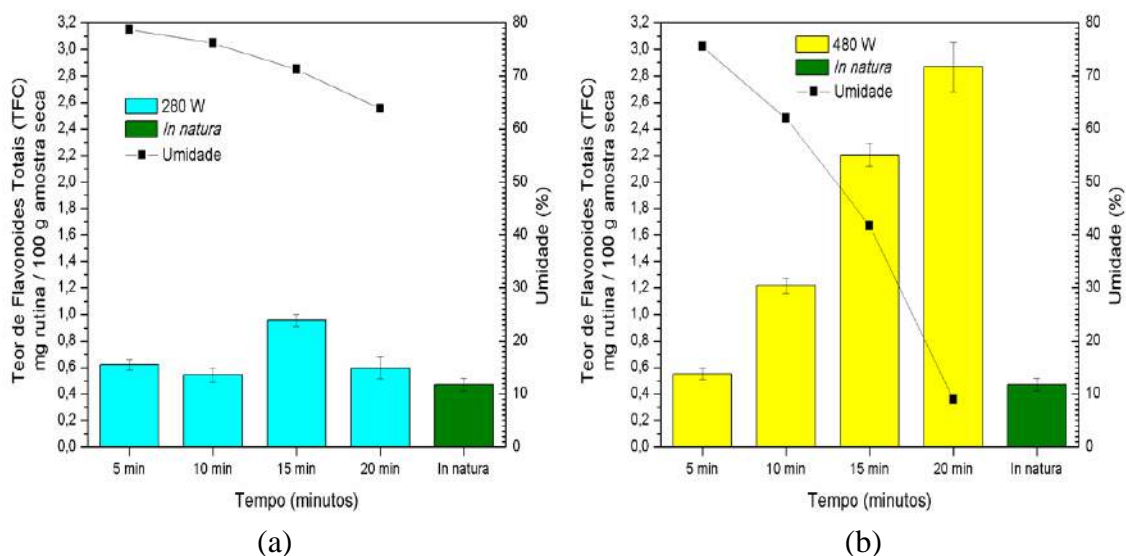 Teor de Flavonoides Totais (TFC)
mg rutina / 100 g amostra seca
3,2
3,0
2,8
2,6
2,4
2,2
2,0
1,8
1,6
1,4
1,2
1,0
0,8
0,6
0,4
0,2
0,0
280 W
In natura
Umidade
80
70
60
50
40
30
20
10
0
Umidade (%)
5 min 10 min 15 min 20 min In natura
Tempo (minutos)
(a)
Teor de Flavonoides Totais (TFC)
mg rutina / 100 g amostra seca
3,2
3,0
2,8
2,6
2,4
2,2
2,0
1,8
1,6
1,4
1,2
1,0
0,8
0,6
0,4
0,2
0,0
480 W
In natura
Umidade
80
70
60
50
40
30
20
10
0
Umidade (%)
5 min 10 min 15 min 20 min In natura
Tempo (minutos)
(b)